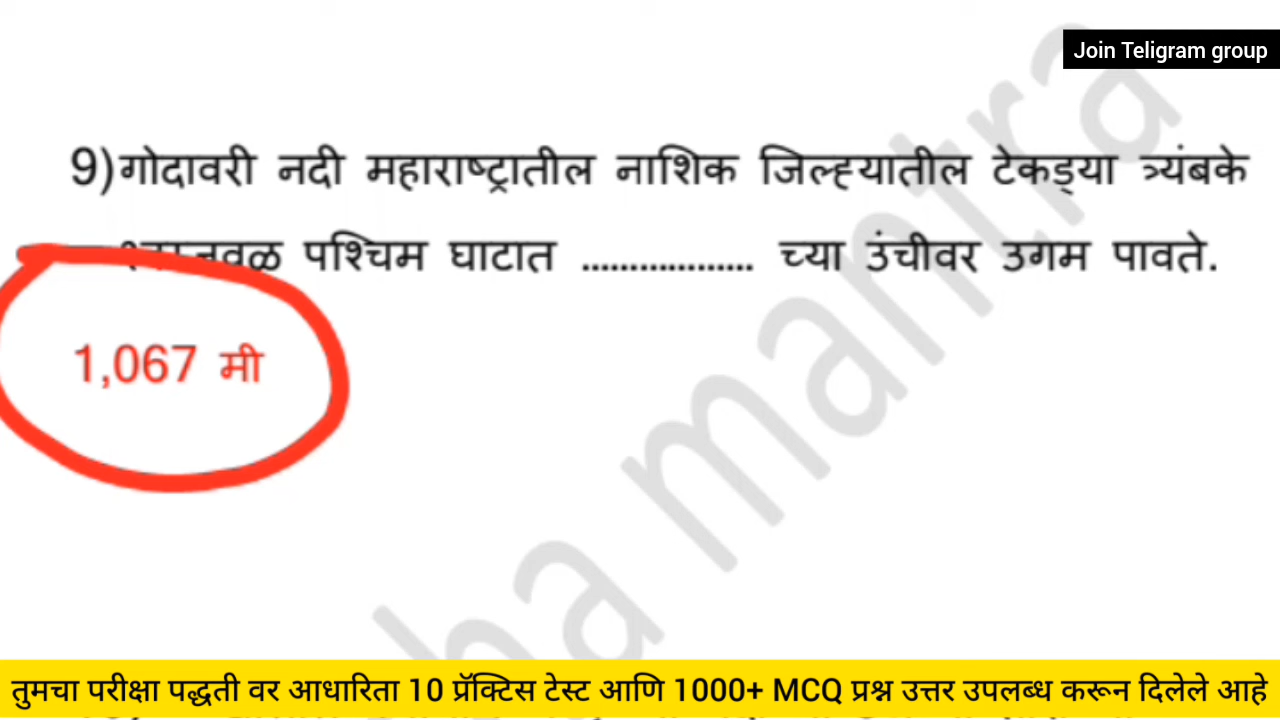 Join Teligram group
9)गोदावरी नदी महाराष्ट्रातील नाशिक जिल्ह्यातील टेकड्या त्र्यंबके
पश्चिम घाटात .................. च्या उंचीवर उगम पावते.
1,067 मी
mantra
तुमचा परीक्षा पद्धती वर आधारिता 10 प्रॅक्टिस टेस्ट आणि 1000+ MCQ प्रश्न उत्तर उपलब्ध करून दिलेले आहे